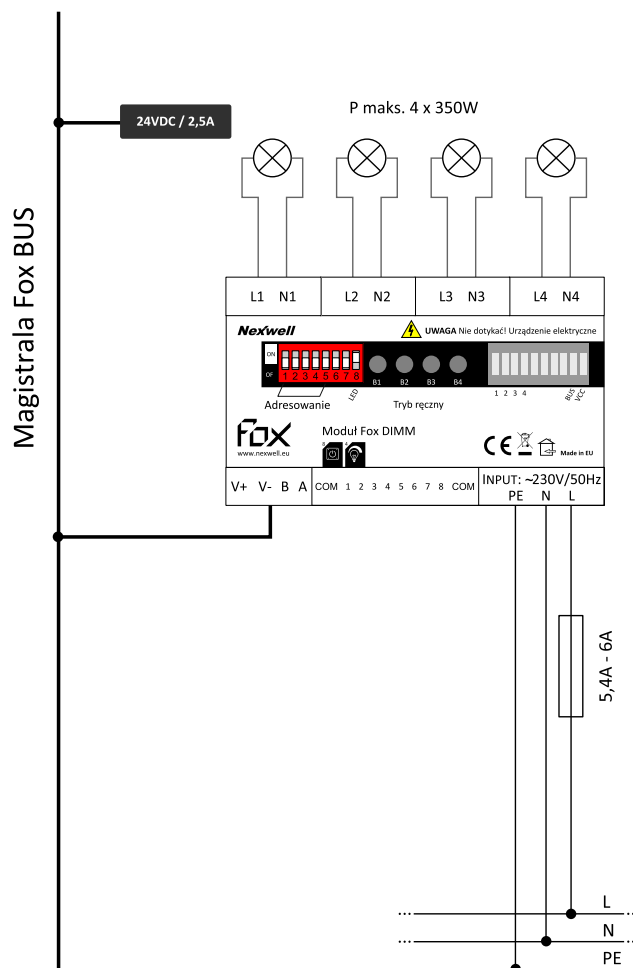 P maks. 4 x 350W
24VDC / 2,5A
Magistrala Fox BUS
L1 N1 L2 N2 L3 N3 L4 N4
Nexwell
UWAGA Nie dotykać! Urządzenie elektryczne
ON
OF
1 2 3 4 5 6 7 8
B1 B2 B3 B4
1 2 3 4
BUS
VCC
LED
Adresowanie
Tryb ręczny
Fox
www.nexwell.eu
Moduł Fox DIMM
8 4
CE
Made in EU
V+ V- B A
COM 1 2 3 4 5 6 7 8 COM
INPUT: ~230V/50Hz
PE N L
5,4A - 6A
L
N
PE